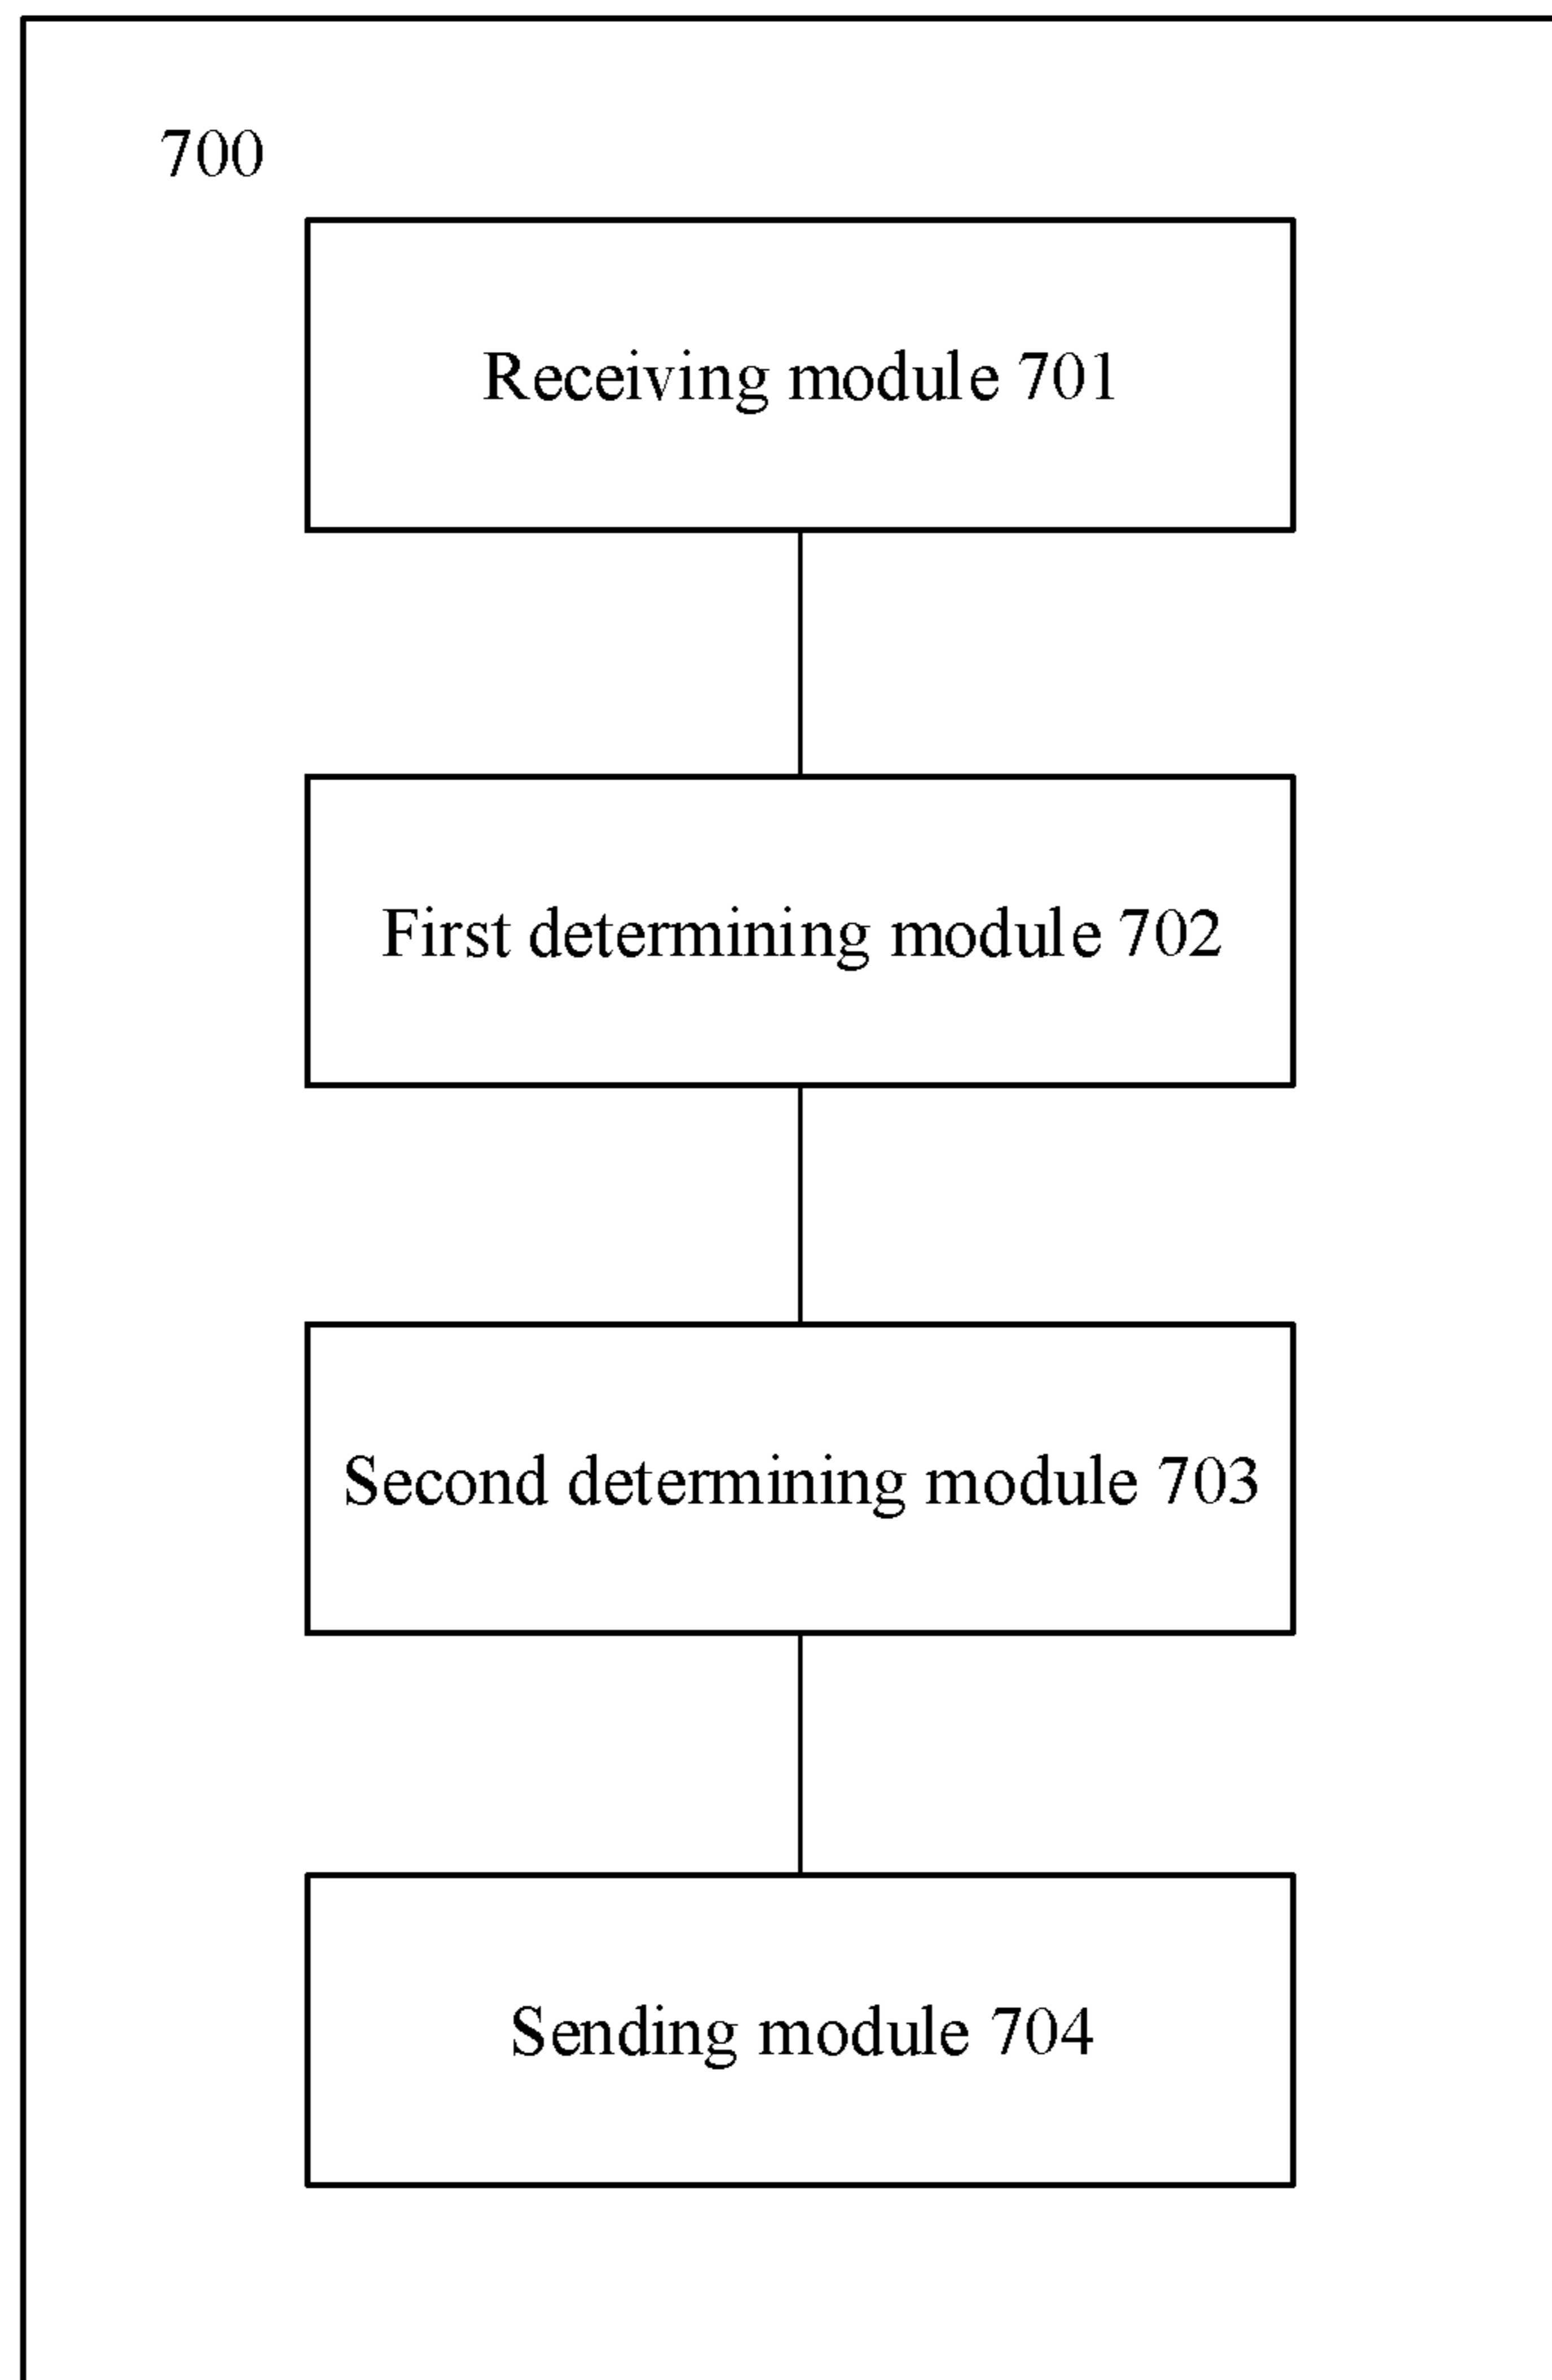 700
Receiving module 701
First determining module 702
Second determining module 703
Sending module 704